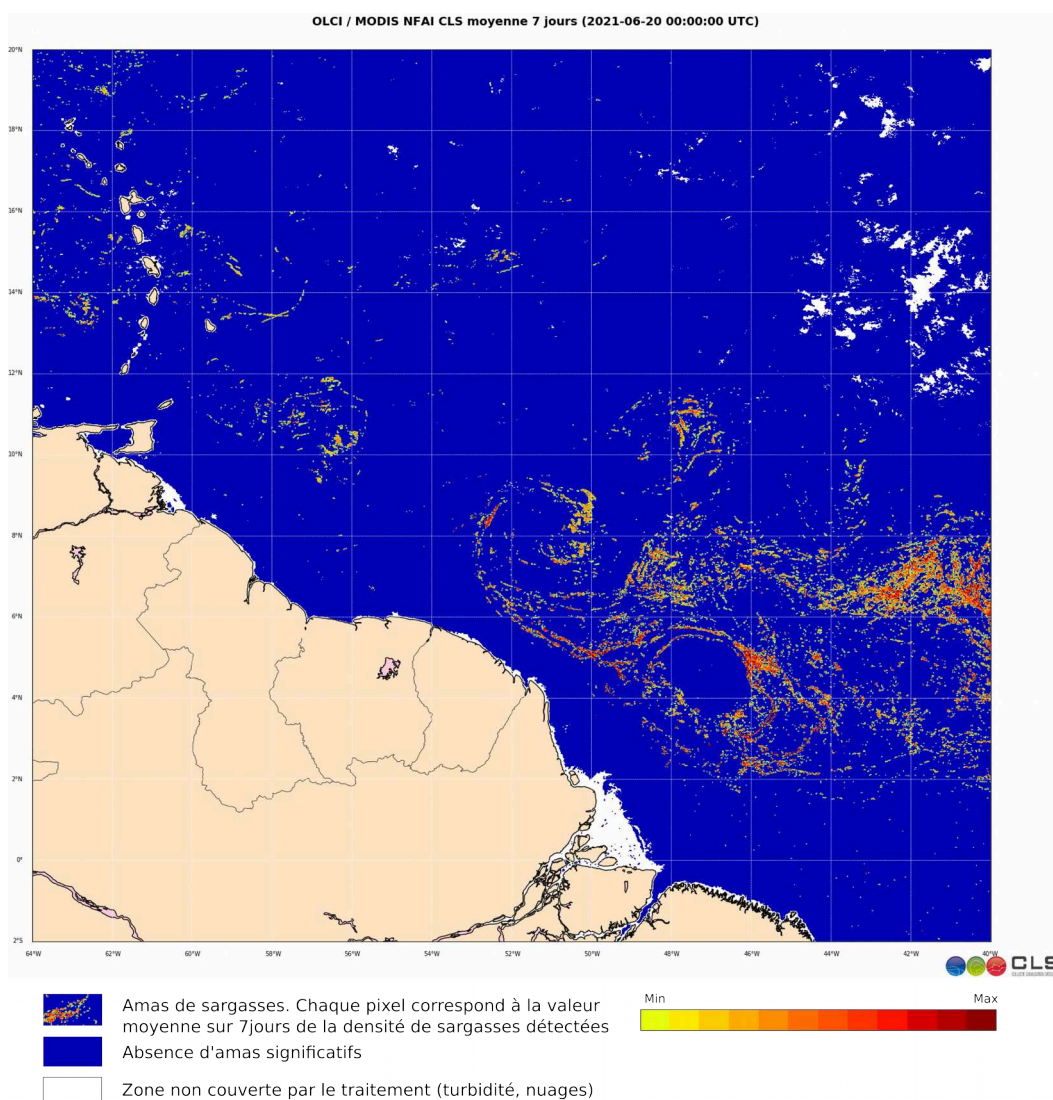 OLCI / MODIS NFAI CLS moyenne 7 jours (2021-06-20 00:00:00 UTC)
20°N
18°N
16°N
14°N
12°N
10°N
8°N
6°N
4°N
2°N
0°
2°S
64°W 62°W 60°W 58°W 56°W 54°W 52°W 50°W 48°W 46°W 44°W 42°W 40°W
CLS
Amas de sargasses. Chaque pixel correspond à la valeur
moyenne sur 7jours de la densité de sargasses détectées
Min Max
Absence d'amas significatifs
Zone non couverte par le traitement (turbidité, nuages)